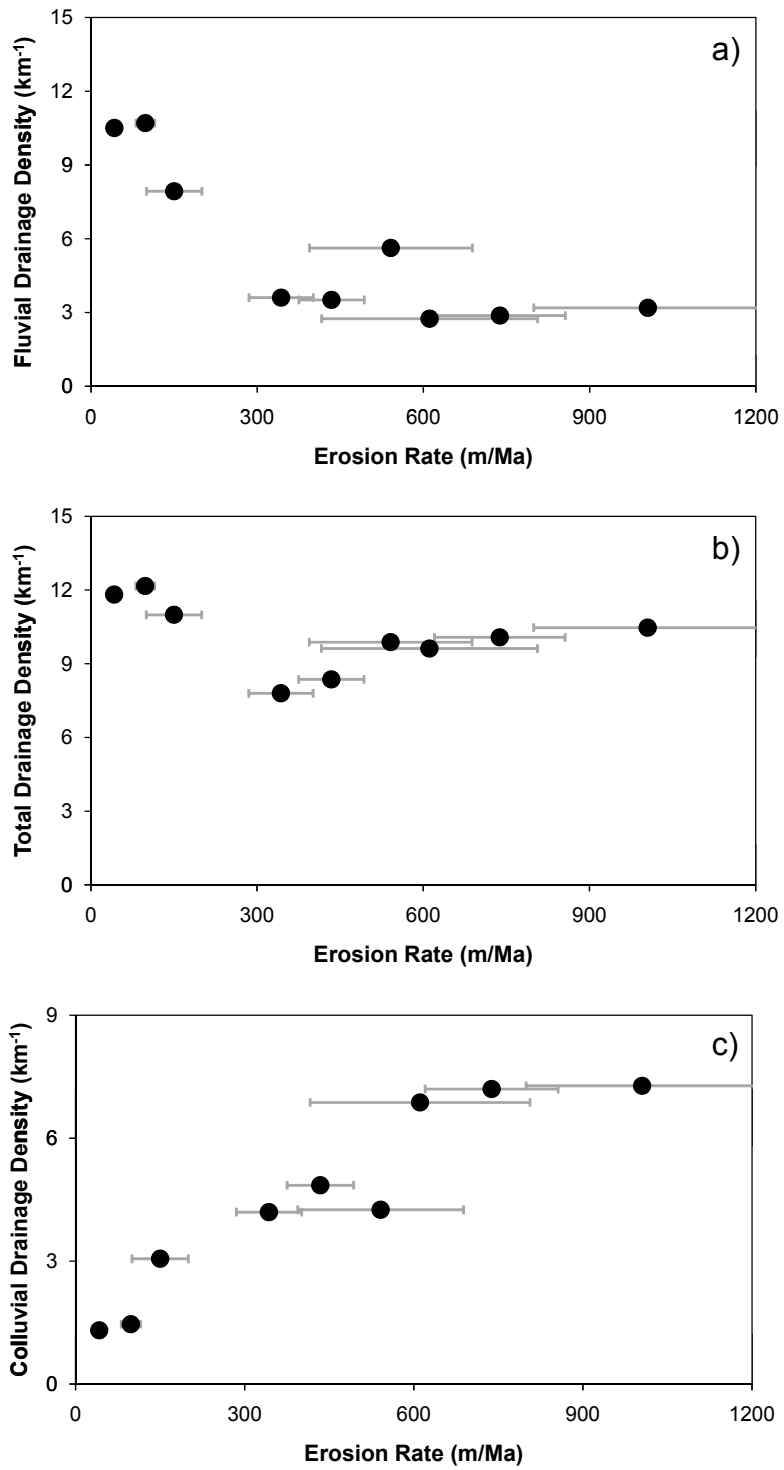 a)
Fluvial Drainage Density (km-1)
15
12
9
6
3
0
0 300 600 900 1200
Erosion Rate (m/Ma)
b)
Total Drainage Density (km-1)
15
12
9
6
3
0
0 300 600 900 1200
Erosion Rate (m/Ma)
c)
Colluvial Drainage Density (km-1)
9
6
3
0
0 300 600 900 1200
Erosion Rate (m/Ma)